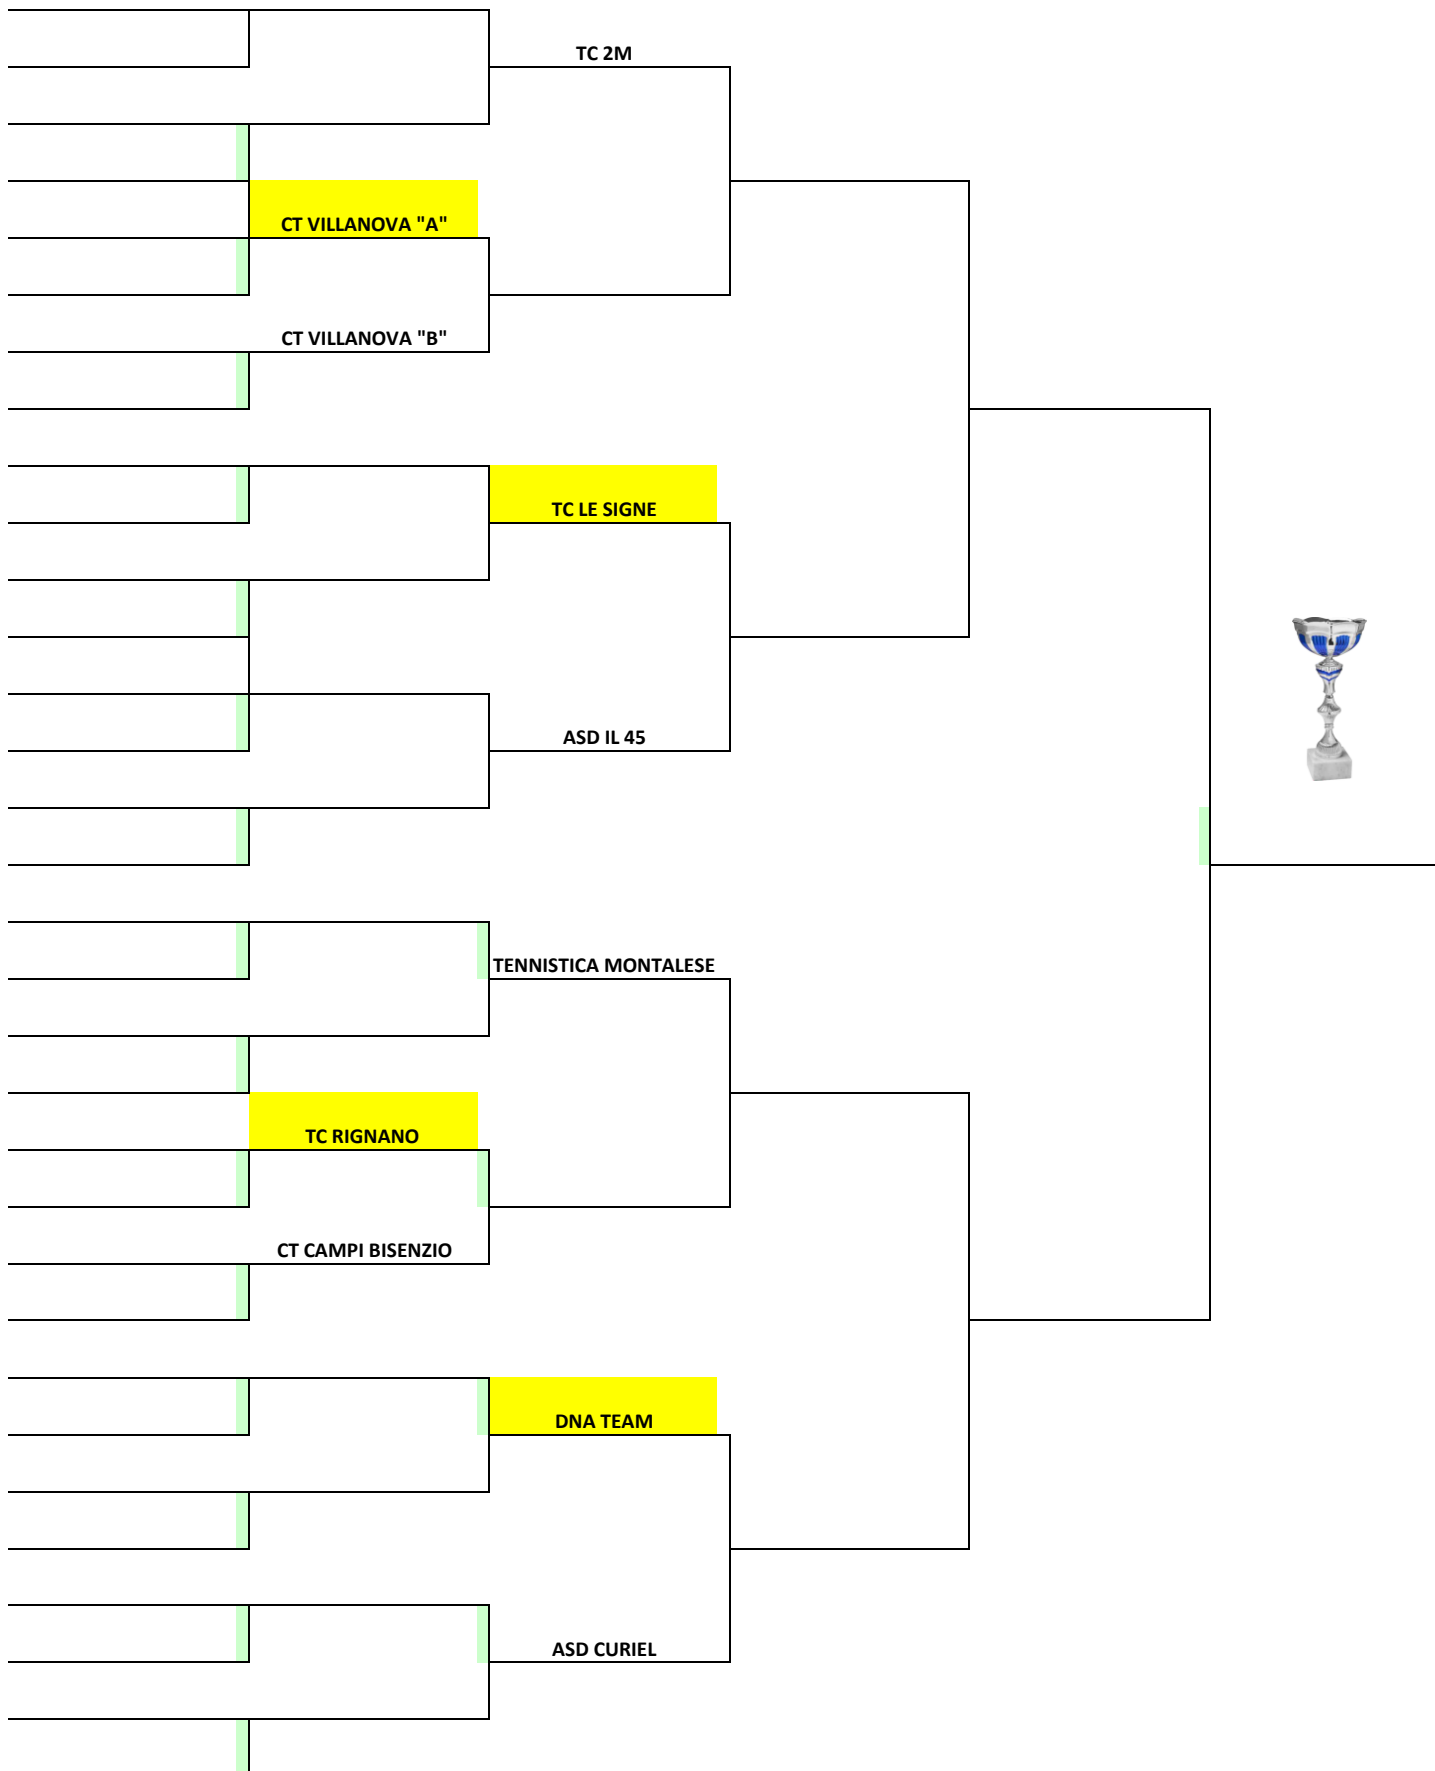 TC 2M
CT VILLANOVA "A"
CT VILLANOVA "B"
TC LE SIGNE
ASD IL 45
TENNISTICA MONTALESE
TC RIGNANO
CT CAMPI BISENZIO
DNA TEAM
ASD CURIEL